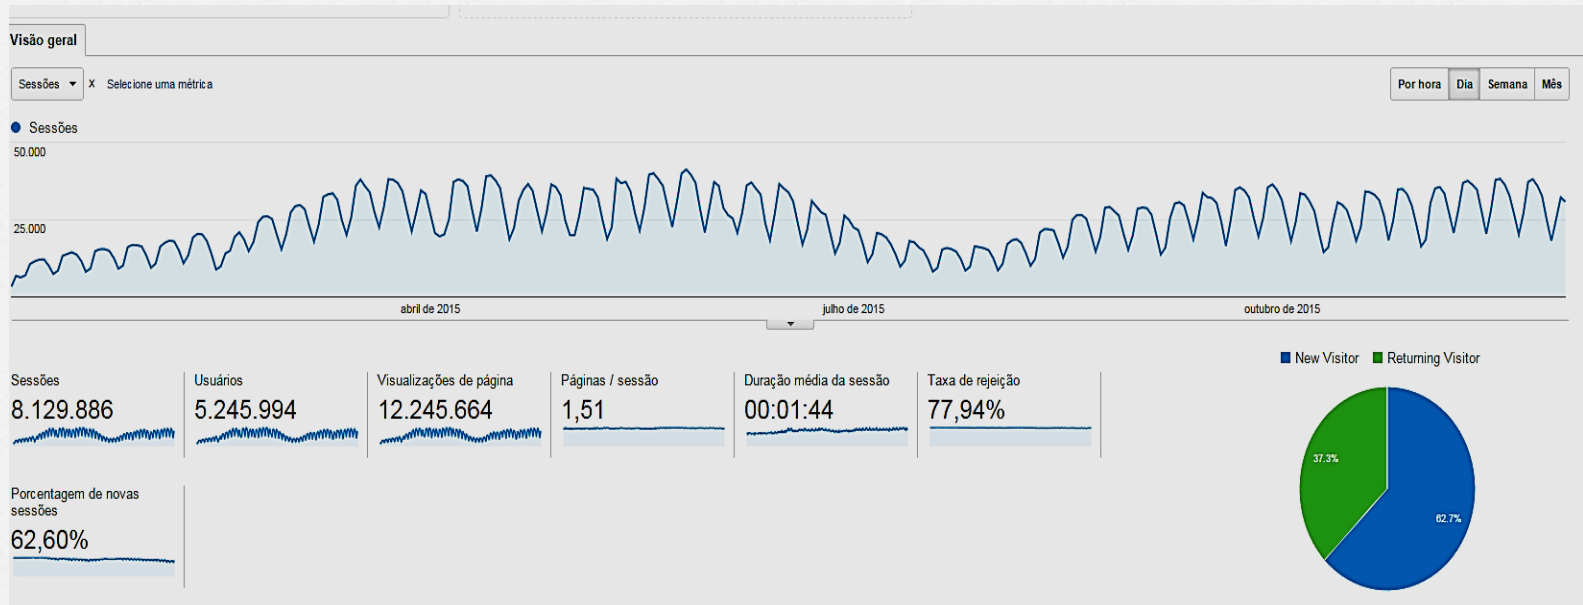 Visão geral
Sessões x Selecione uma métrica
Por hora Dia Semana Mês
Sessões
50.000
25.000
abril de 2015 julho de 2015 outubro de 2015
New Visitor Returning Visitor
Sessões
8.129.886
Usuários
5.245.994
Visualizações de página
12.245.664
Páginas / sessão
1,51
Duração média da sessão
00:01:44
Taxa de rejeição
77,94%
37.3%
62.7%
Porcentagem de novas
sessões
62,60%